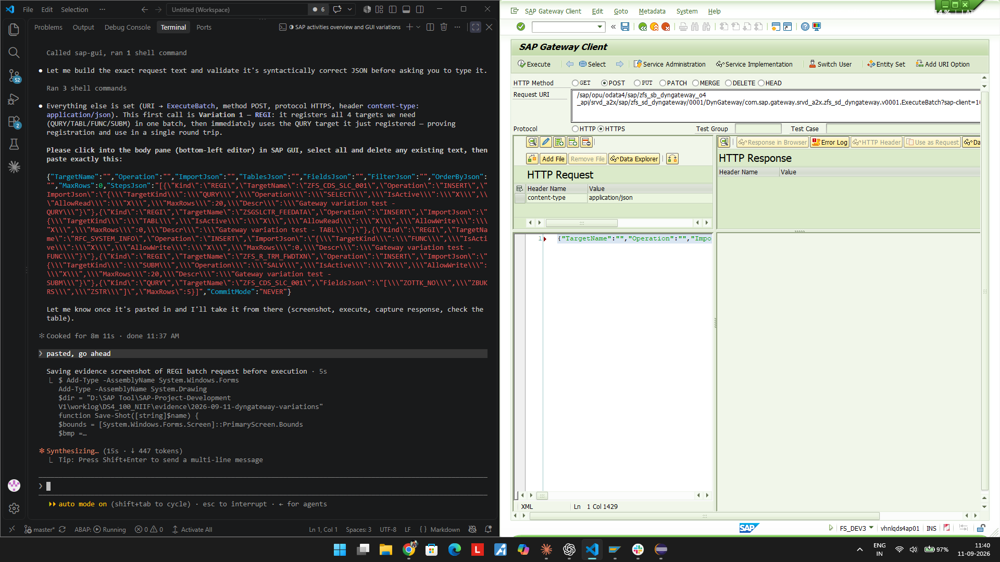 File Edit Selection ··· Untitled (Workspace) 6
Problems Output Debug Console Terminal Ports SAP activities overview and GUI variations
Called sap-gui, ran 1 shell command
● Let me build the exact request text and validate it's syntactically correct JSON before asking you to type it.
Ran 3 shell commands
● Everything else is set (URI → ExecuteBatch, method POST, protocol HTTPS, header content-type:
application/json). This first call is Variation 1 — REGI: it registers all 4 targets we need
(QURY/TABL/FUNC/SUBM) in one batch, then immediately uses the QURY target it just registered — proving
registration and use in a single round trip.
Please click into the body pane (bottom-left editor) in SAP GUI, select all and delete any existing text, then
paste exactly this:
{"TargetName":"","Operation":"","ImportJson":"","TablesJson":"","FieldsJson":"","FilterJson":"","OrderByJson":
"","MaxRows":0,"StepsJson":"[{\"Kind\":\"REGI\",\"TargetName\":\"ZFS_CDS_SLC_001\",\"Operation\":\"INSERT\",\"
ImportJson\":\"{\\\"TargetKind\\\":\\\"QURY\\\",\\\"Operation\\\":\\\"SELECT\\\",\\\"IsActive\\\":\\\"X\\\",\\
\"AllowRead\\\":\\\"X\\\",\\\"MaxRows\\\":20,\\\"Descr\\\":\\\"Gateway variation test -
QURY\\\"}\"},{\"Kind\":\"REGI\",\"TargetName\":\"ZSGSLCTR_FEEDATA\",\"Operation\":\"INSERT\",\"ImportJson\":\"
{\\\"TargetKind\\\":\\\"TABL\\\",\\\"IsActive\\\":\\\"X\\\",\\\"AllowRead\\\":\\\"X\\\",\\\"AllowWrite\\\":\\\
"X\\\",\\\"MaxRows\\\":0,\\\"Descr\\\":\\\"Gateway variation test - TABL\\\"}\"},{\"Kind\":\"REGI\",\"TargetNa
me\":\"RFC_SYSTEM_INFO\",\"Operation\":\"INSERT\",\"ImportJson\":\"{\\\"TargetKind\\\":\\\"FUNC\\\",\\\"IsActi
ve\\\":\\\"X\\\",\\\"AllowWrite\\\":\\\"X\\\",\\\"MaxRows\\\":0,\\\"Descr\\\":\\\"Gateway variation test -
FUNC\\\"}\"},{\"Kind\":\"REGI\",\"TargetName\":\"ZFS_R_TRM_FWDTXN\",\"Operation\":\"INSERT\",\"ImportJson\":\"
{\\\"TargetKind\\\":\\\"SUBM\\\",\\\"Operation\\\":\\\"SALV\\\",\\\"IsActive\\\":\\\"X\\\",\\\"AllowWrite\\\":
\\\"X\\\",\\\"MaxRows\\\":20,\\\"Descr\\\":\\\"Gateway variation test -
SUBM\\\"}\"},{\"Kind\":\"QURY\",\"TargetName\":\"ZFS_CDS_SLC_001\",\"FieldsJson\":\"[\\\"ZOTTK_NO\\\",\\\"ZBUK
RS\\\",\\\"ZSTR\\\"]\",\"MaxRows\":5}]","CommitMode":"NEVER"}
Let me know once it's pasted in and I'll take it from there (screenshot, execute, capture response, check the
table).
✻ Cooked for 8m 11s · done 11:37 AM
❯ pasted, go ahead
Saving evidence screenshot of REGI batch request before execution · 5s
└ $ Add-Type -AssemblyName System.Windows.Forms
Add-Type -AssemblyName System.Drawing
$dir = "D:\SAP Tool\SAP-Project-Development
V1\worklog\DS4_100_NIIF\evidence\2026-09-11-dyngateway-variations"
function Save-Shot([string]$name) {
$bounds = [System.Windows.Forms.Screen]::PrimaryScreen.Bounds
$bmp =…
✻ Synthesizing… (15s · ↓ 447 tokens)
└ Tip: Press Shift+Enter to send a multi-line message
❯
⏵⏵ auto mode on (shift+tab to cycle) · esc to interrupt · ← for agents
52
2
master* ABAP: Running 0 0 Activate All Ln 1, Col 1 Spaces: 3 UTF-8 LF { } Markdown
SAP Gateway Client Edit Goto Metadata System Help
SAP Gateway Client
Execute Select Service Administration Service Implementation Switch User Entity Set Add URI Option
HTTP Method GET POST PUT PATCH MERGE DELETE HEAD
Request URI /sap/opu/odata4/sap/zfs_sb_dyngateway_o4
_api/srvd_a2x/sap/zfs_sd_dyngateway/0001/DynGateway/com.sap.gateway.srvd_a2x.zfs_sd_dyngateway.v0001.ExecuteBatch?sap-client=1
Protocol HTTP HTTPS Test Group Test Case
Response in Browser Error Log HTTP Header Use as Request Da
Add File Remove File Data Explorer
HTTP Request
Header Name Value
content-type application/json
HTTP Response
Header Name Value
1 {"TargetName":"","Operation":"","Impo
XML Ln 1 Col 1429
SAP FS_DEV3 vhnlqds4ap01 INS
ENG
IN
97%
11:40
11-09-2026